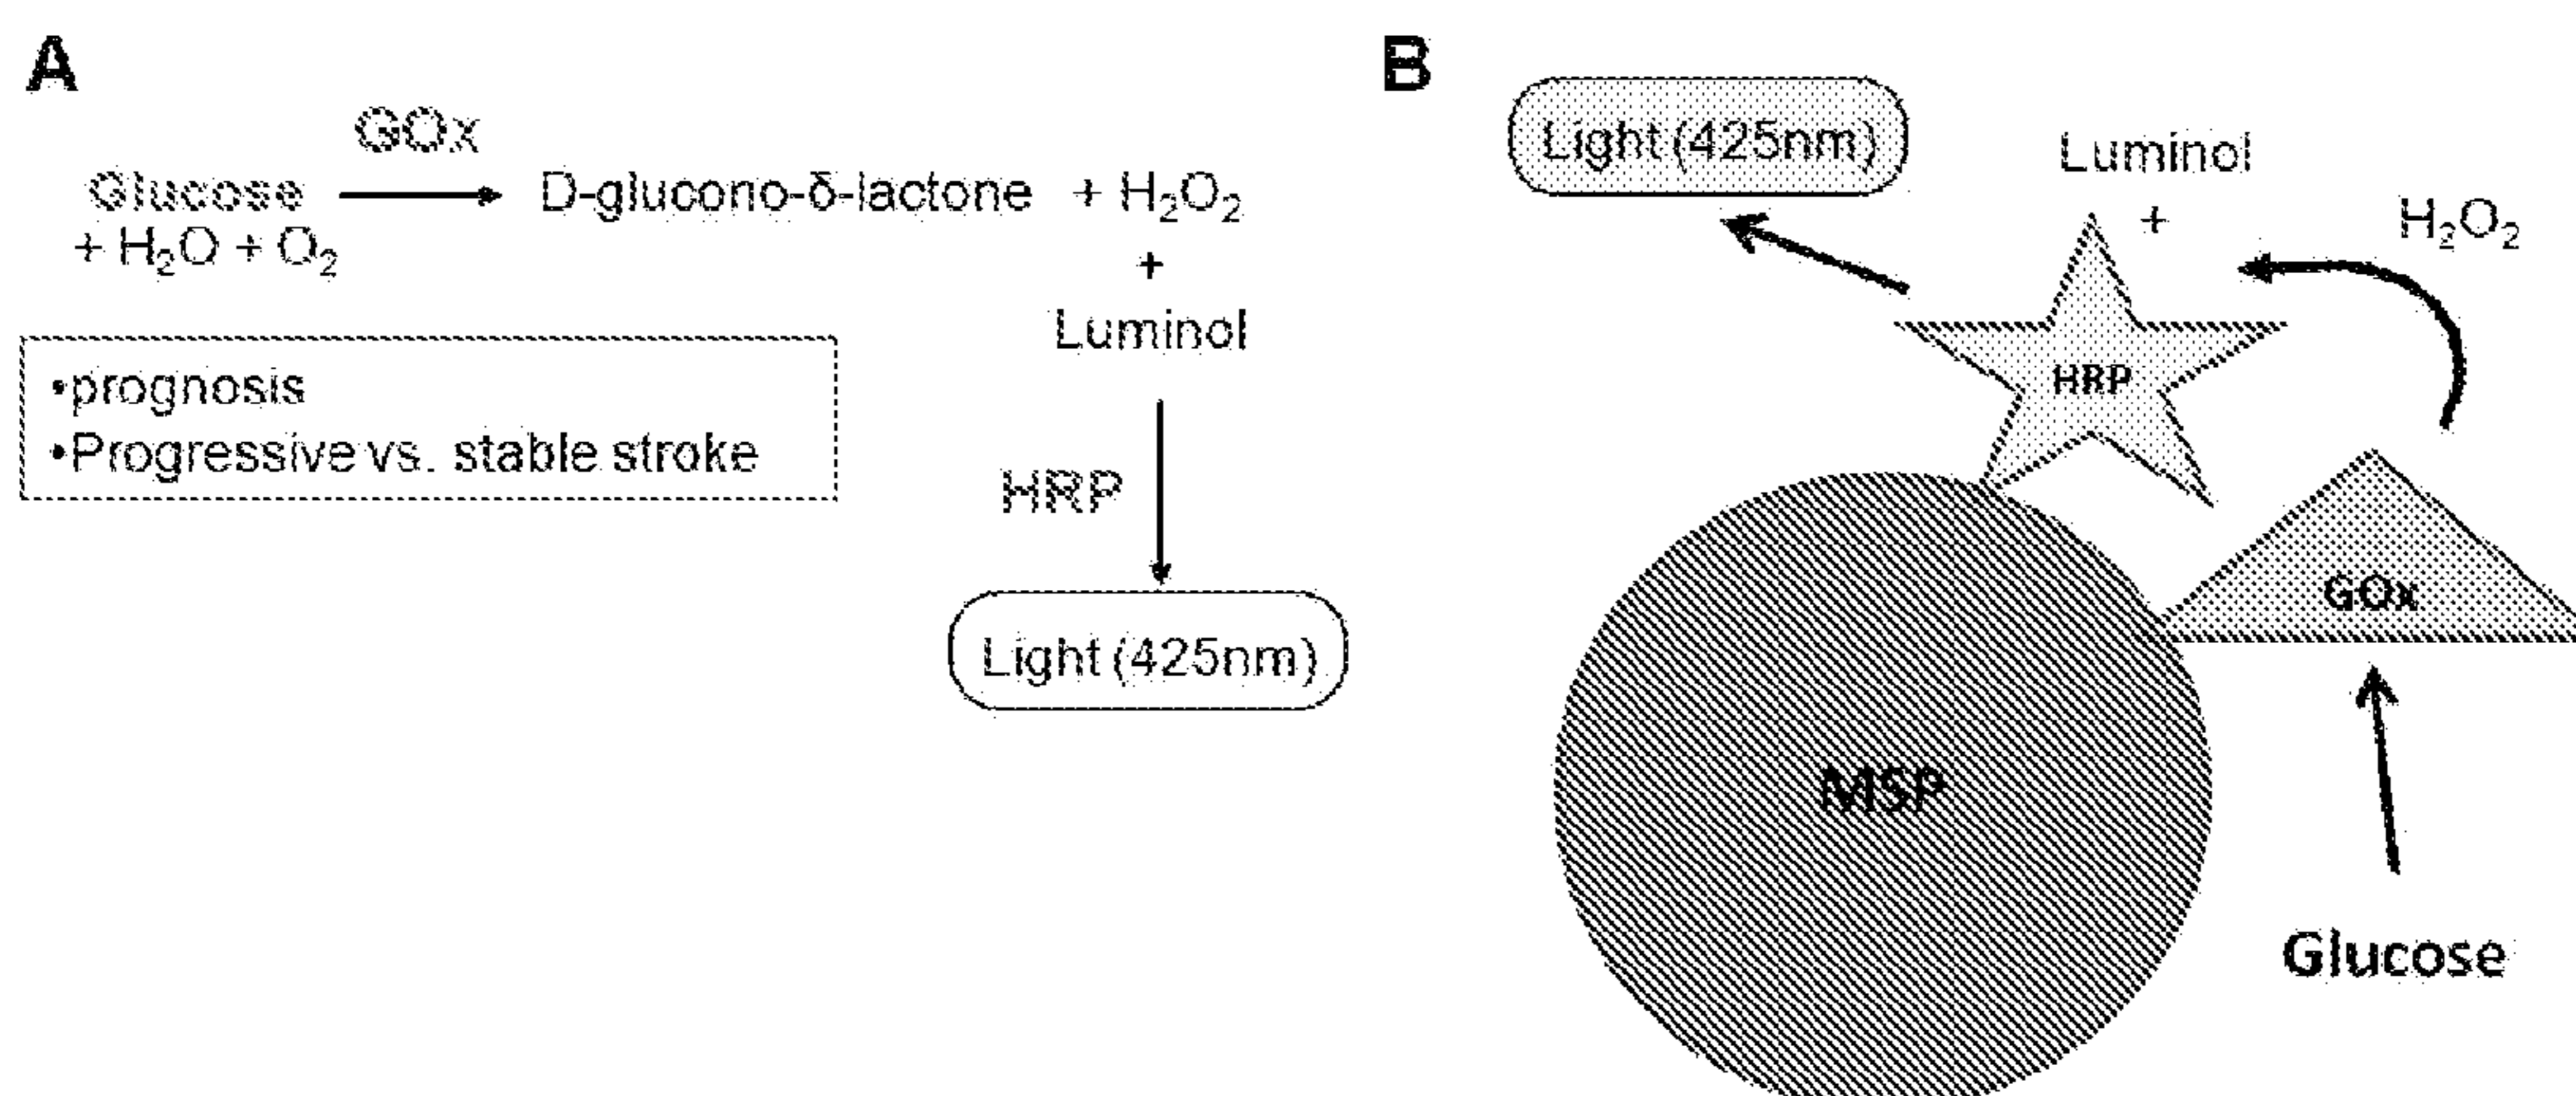 A
GOx
Glucose
D-glucono-δ-lactone + H₂O₂
+ H₂O + O₂
+
Luminol
•prognosis
•Progressive vs. stable stroke
HRP
Light (425nm)
B
Light (425nm)
Luminol
+
H₂O₂
HRP
GOx
MSP
Glucose